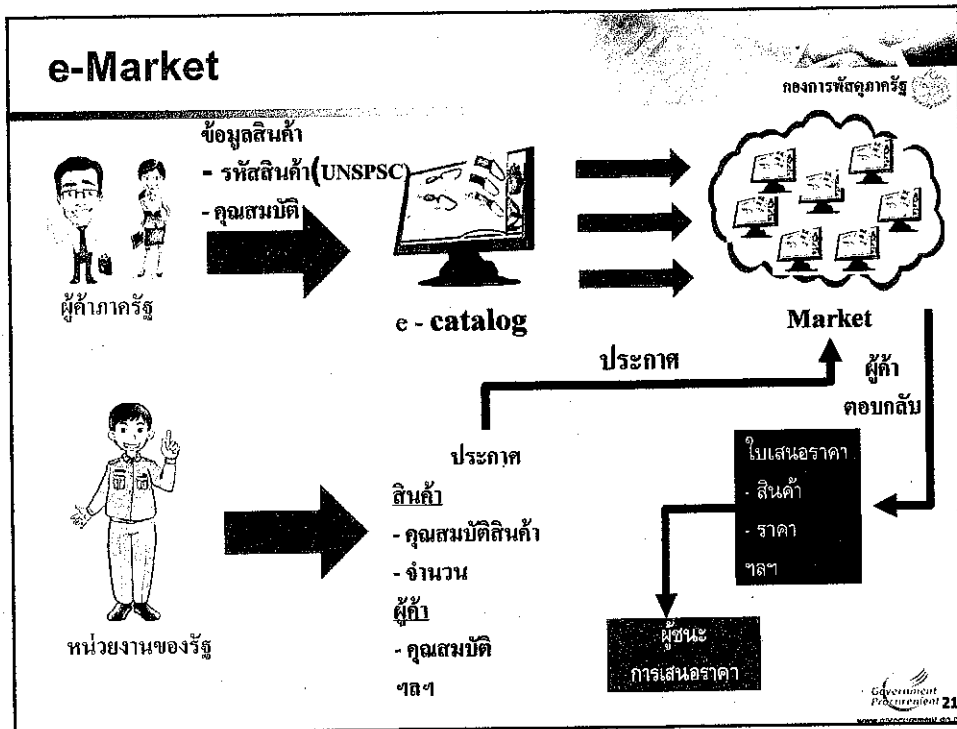 e-Market
กองการพัสดุภาครัฐ
ข้อมูลสินค้า
- รหัสสินค้า(UNSPSC)
- คุณสมบัติ
ผู้ค้าภาครัฐ
e - catalog
Market
ประกาศ
ผู้ค้า
ตอบกลับ
ประกาศ
สินค้า
- คุณสมบัติสินค้า
- จำนวน
ผู้ค้า
- คุณสมบัติ
ฯลฯ
หน่วยงานของรัฐ
ใบเสนอราคา
- สินค้า
- ราคา
ฯลฯ
ผู้ชนะ
การเสนอราคา
Government
Procurement 21